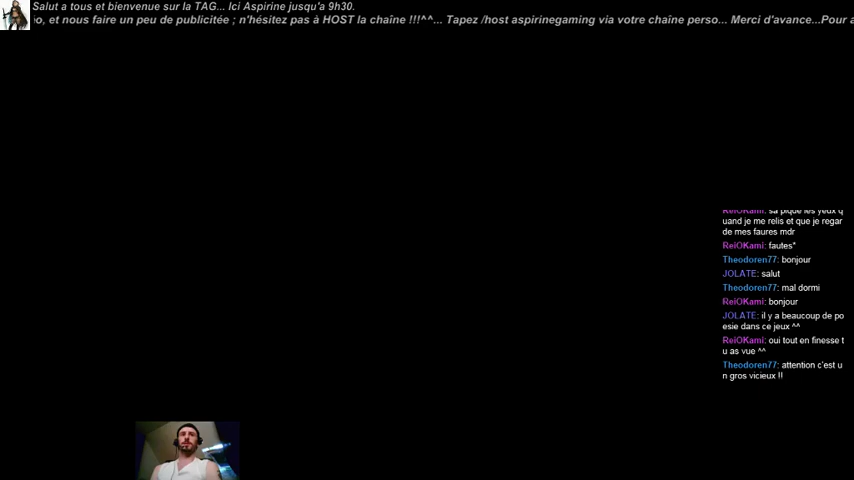 Salut a tous et bienvenue sur la TAG... Ici Aspirine jusqu'a 9h30.
o, et nous faire un peu de publicitée ; n'hésitez pas à HOST la chaîne !!!^^... Tapez /host aspirinegaming via votre chaîne perso... Merci d'avance...Pour a
ReiOKami: sa pique les yeux q
uand je me relis et que je regar
de mes faures mdr
ReiOKami: fautes*
Theodoren77: bonjour
JOLATE: salut
Theodoren77: mal dormi
ReiOKami: bonjour
JOLATE: il y a beaucoup de po
esie dans ce jeux ^^
ReiOKami: oui tout en finesse t
u as vue ^^
Theodoren77: attention c'est u
n gros vicieux !!